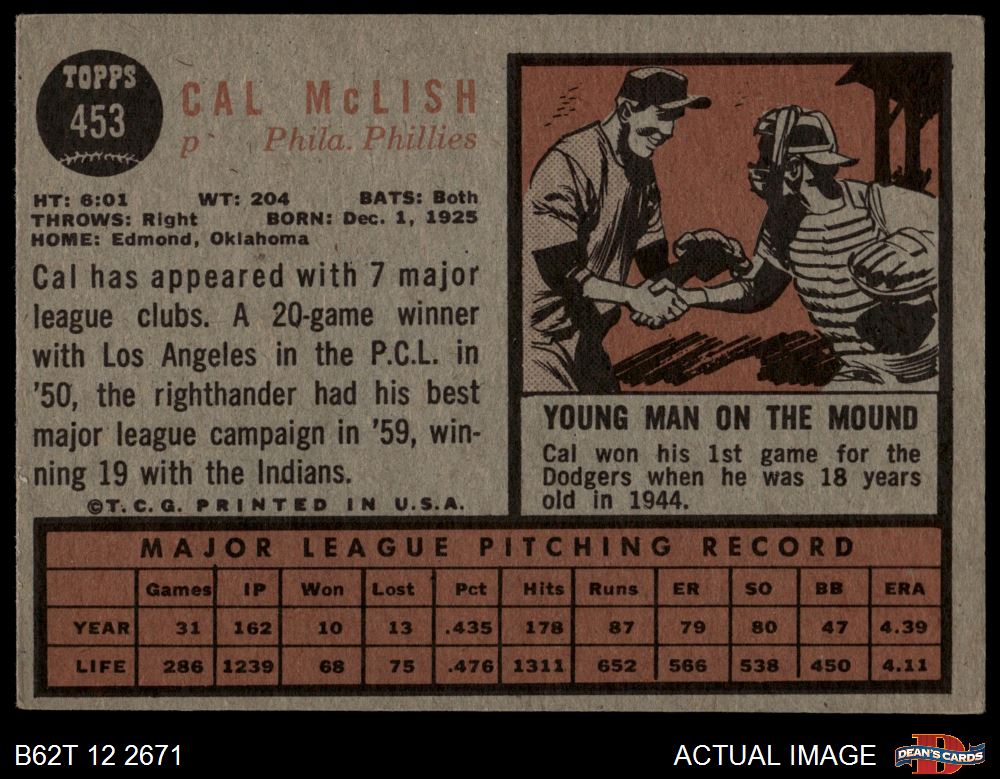 TOPPS
453
CAL McLISH
p Phila. Phillies
HT: 6:01 WT: 204 BATS: Both
THROWS: Right BORN: Dec. 1, 1925
HOME: Edmond, Oklahoma
Cal has appeared with 7 major
league clubs. A 20-game winner
with Los Angeles in the P.C.L. in
'50, the righthander had his best
major league campaign in '59, win-
ning 19 with the Indians.
©T.C.G. PRINTED IN U.S.A.
YOUNG MAN ON THE MOUND
Cal won his 1st game for the
Dodgers when he was 18 years
old in 1944.
MAJOR LEAGUE PITCHING RECORD
Games IP Won Lost Pct Hits Runs ER SO BB ERA
YEAR 31 162 10 13 .435 178 87 79 80 47 4.39
LIFE 286 1239 68 75 .476 1311 652 566 538 450 4.11
B62T 12 2671 ACTUAL IMAGE
DEAN'S CARDS